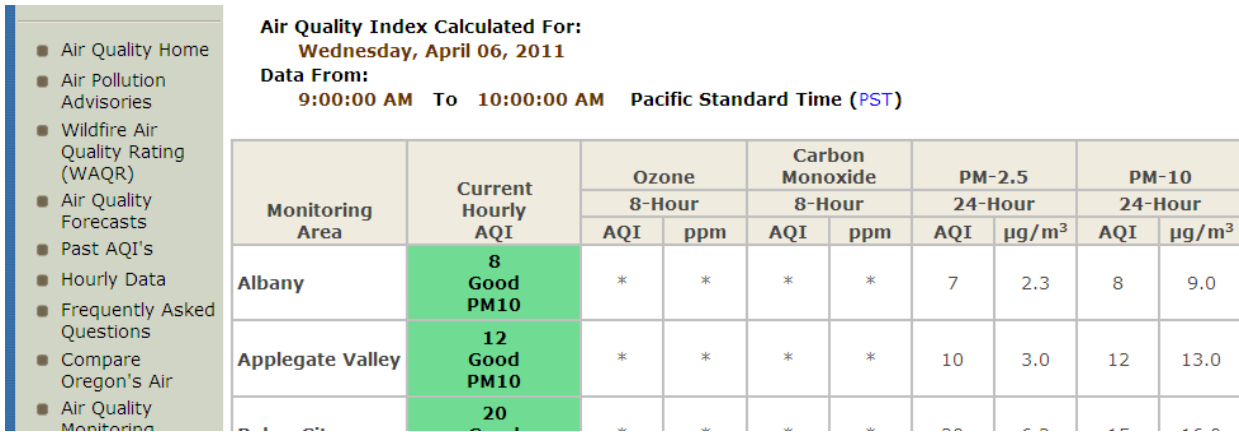 Air Quality Home
Air Pollution
Advisories
Wildfire Air
Quality Rating
(WAQR)
Air Quality
Forecasts
Past AQI's
Hourly Data
Frequently Asked
Questions
Compare
Oregon's Air
Air Quality
Monitoring
Air Quality Index Calculated For:
Wednesday, April 06, 2011
Data From:
9:00:00 AM To 10:00:00 AM Pacific Standard Time (PST)
Monitoring Area
Current Hourly AQI
Ozone
Carbon Monoxide
PM-2.5
PM-10
8-Hour 8-Hour 24-Hour 24-Hour
AQI ppm AQI ppm AQI µg/m³ AQI µg/m³
Albany 8 Good PM10 * * * * 7 2.3 8 9.0
Applegate Valley 12 Good PM10 * * * * 10 3.0 12 13.0
20